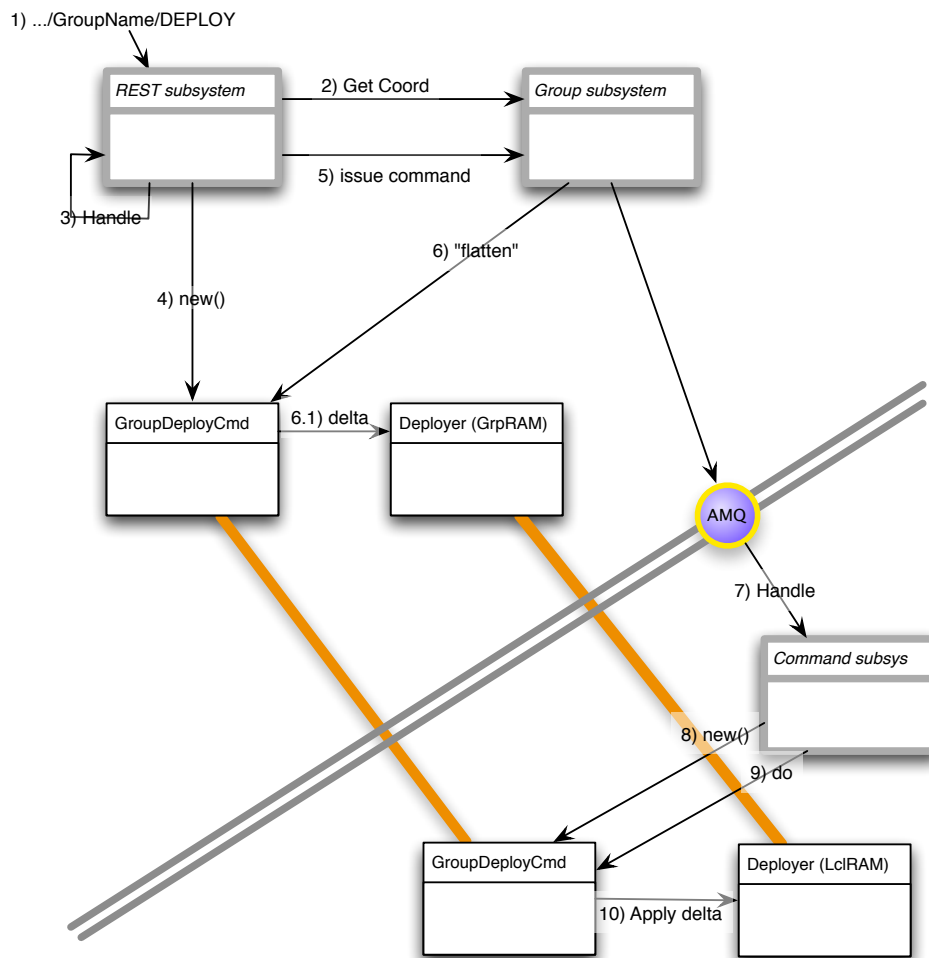 1) .../GroupName/DEPLOY
REST subsystem
2) Get Coord
Group subsystem
5) issue command
3) Handle
6) "flatten"
4) new()
GroupDeployCmd
6.1) delta
Deployer (GrpRAM)
AMQ
7) Handle
Command subsys
8) new()
9) do
GroupDeployCmd
Deployer (LclRAM)
10) Apply delta